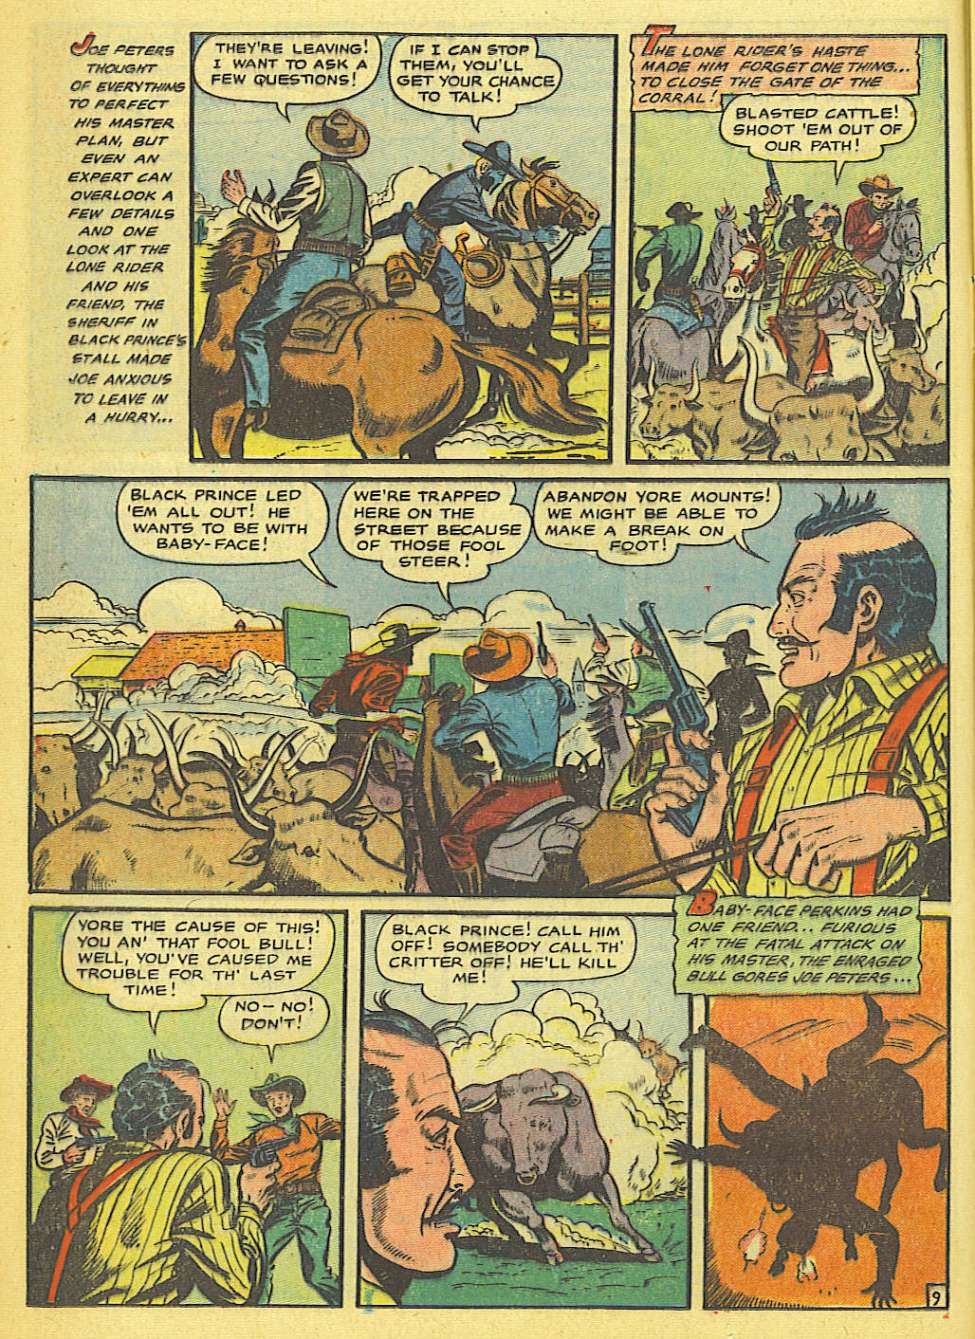 JOE PETERS
THOUGHT
OF EVERYTHING
TO PERFECT
HIS MASTER
PLAN, BUT
EVEN AN
EXPERT CAN
OVERLOOK A
FEW DETAILS
AND ONE
LOOK AT THE
LONE RIDER
AND HIS
FRIEND, THE
SHERIFF IN
BLACK PRINCE'S
STALL MADE
JOE ANXIOUS
TO LEAVE IN
A HURRY...
THEY'RE LEAVING!
I WANT TO ASK A
FEW QUESTIONS!
IF I CAN STOP
THEM, YOU'LL
GET YOUR CHANCE
TO TALK!
THE LONE RIDER'S HASTE
MADE HIM FORGET ONE THING...
TO CLOSE THE GATE OF THE
CORRAL!
BLASTED CATTLE!
SHOOT 'EM OUT OF
OUR PATH!
BLACK PRINCE LED
'EM ALL OUT! HE
WANTS TO BE WITH
BABY-FACE!
WE'RE TRAPPED
HERE ON THE
STREET BECAUSE
OF THOSE FOOL
STEER!
ABANDON YORE MOUNTS!
WE MIGHT BE ABLE TO
MAKE A BREAK ON
FOOT!
YORE THE CAUSE OF THIS!
YOU AN' THAT FOOL BULL!
WELL, YOU'VE CAUSED ME
TROUBLE FOR TH' LAST
TIME!
NO-NO!
DON'T!
BLACK PRINCE! CALL HIM
OFF! SOMEBODY CALL TH'
CRITTER OFF! HE'LL KILL
ME!
BABY-FACE PERKINS HAD
ONE FRIEND... FURIOUS
AT THE FATAL ATTACK ON
HIS MASTER, THE ENRAGED
BULL GORES JOE PETERS...
9